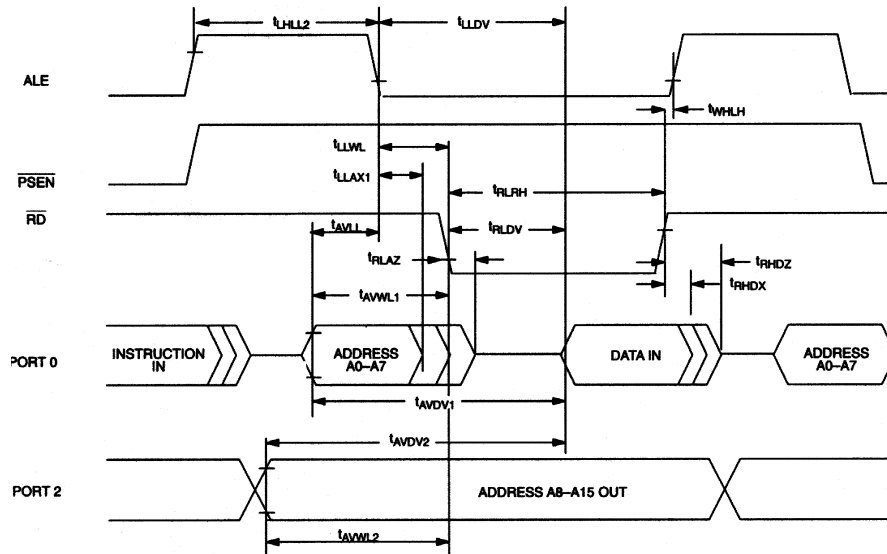 tLHLL2
tLLDV
ALE
tWHLH
tLLWL
PSEN
tLLAX1
tRLRH
RD
tAVLL
tRLDV
tRLAZ
tRHDZ
tRHDX
tAVWL1
PORT 0
INSTRUCTION
IN
ADDRESS
A0–A7
DATA IN
ADDRESS
A0–A7
tAVDV1
tAVDV2
PORT 2
ADDRESS A8–A15 OUT
tAVWL2